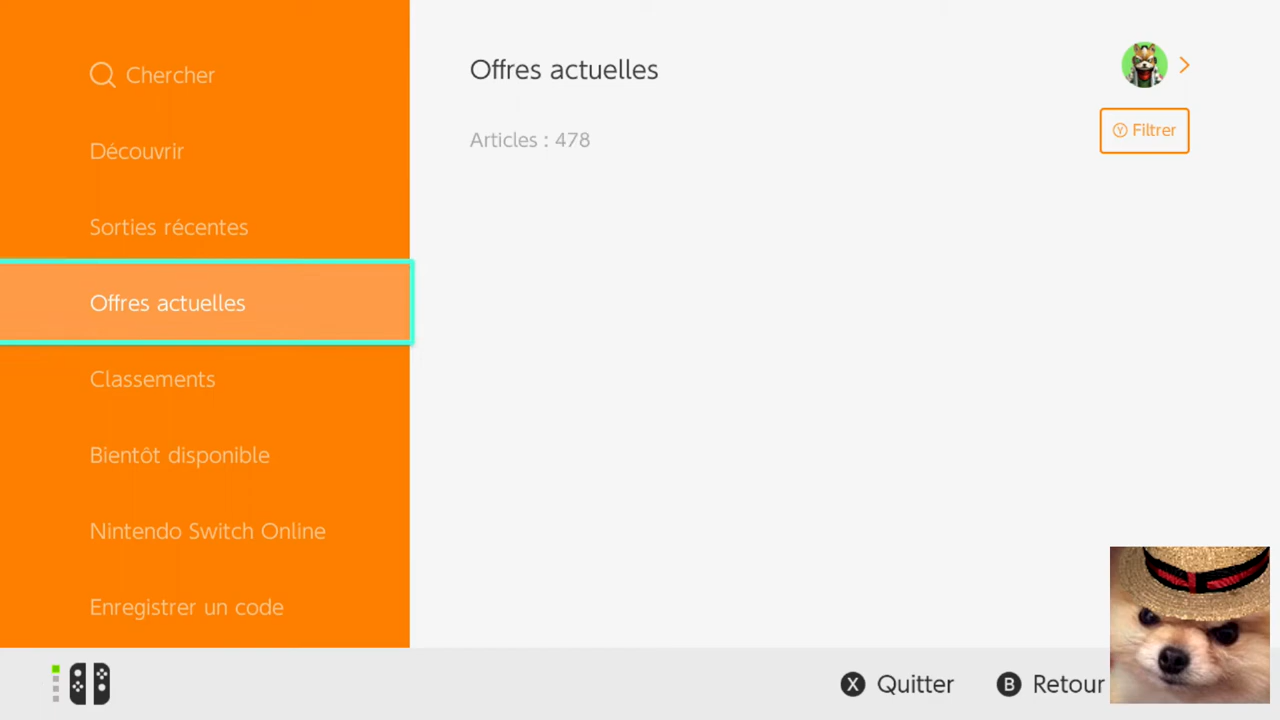 Chercher
Découvrir
Sorties récentes
Offres actuelles
Classements
Bientôt disponible
Nintendo Switch Online
Enregistrer un code
Offres actuelles
Articles : 478
Y Filtrer
X Quitter
B Retour